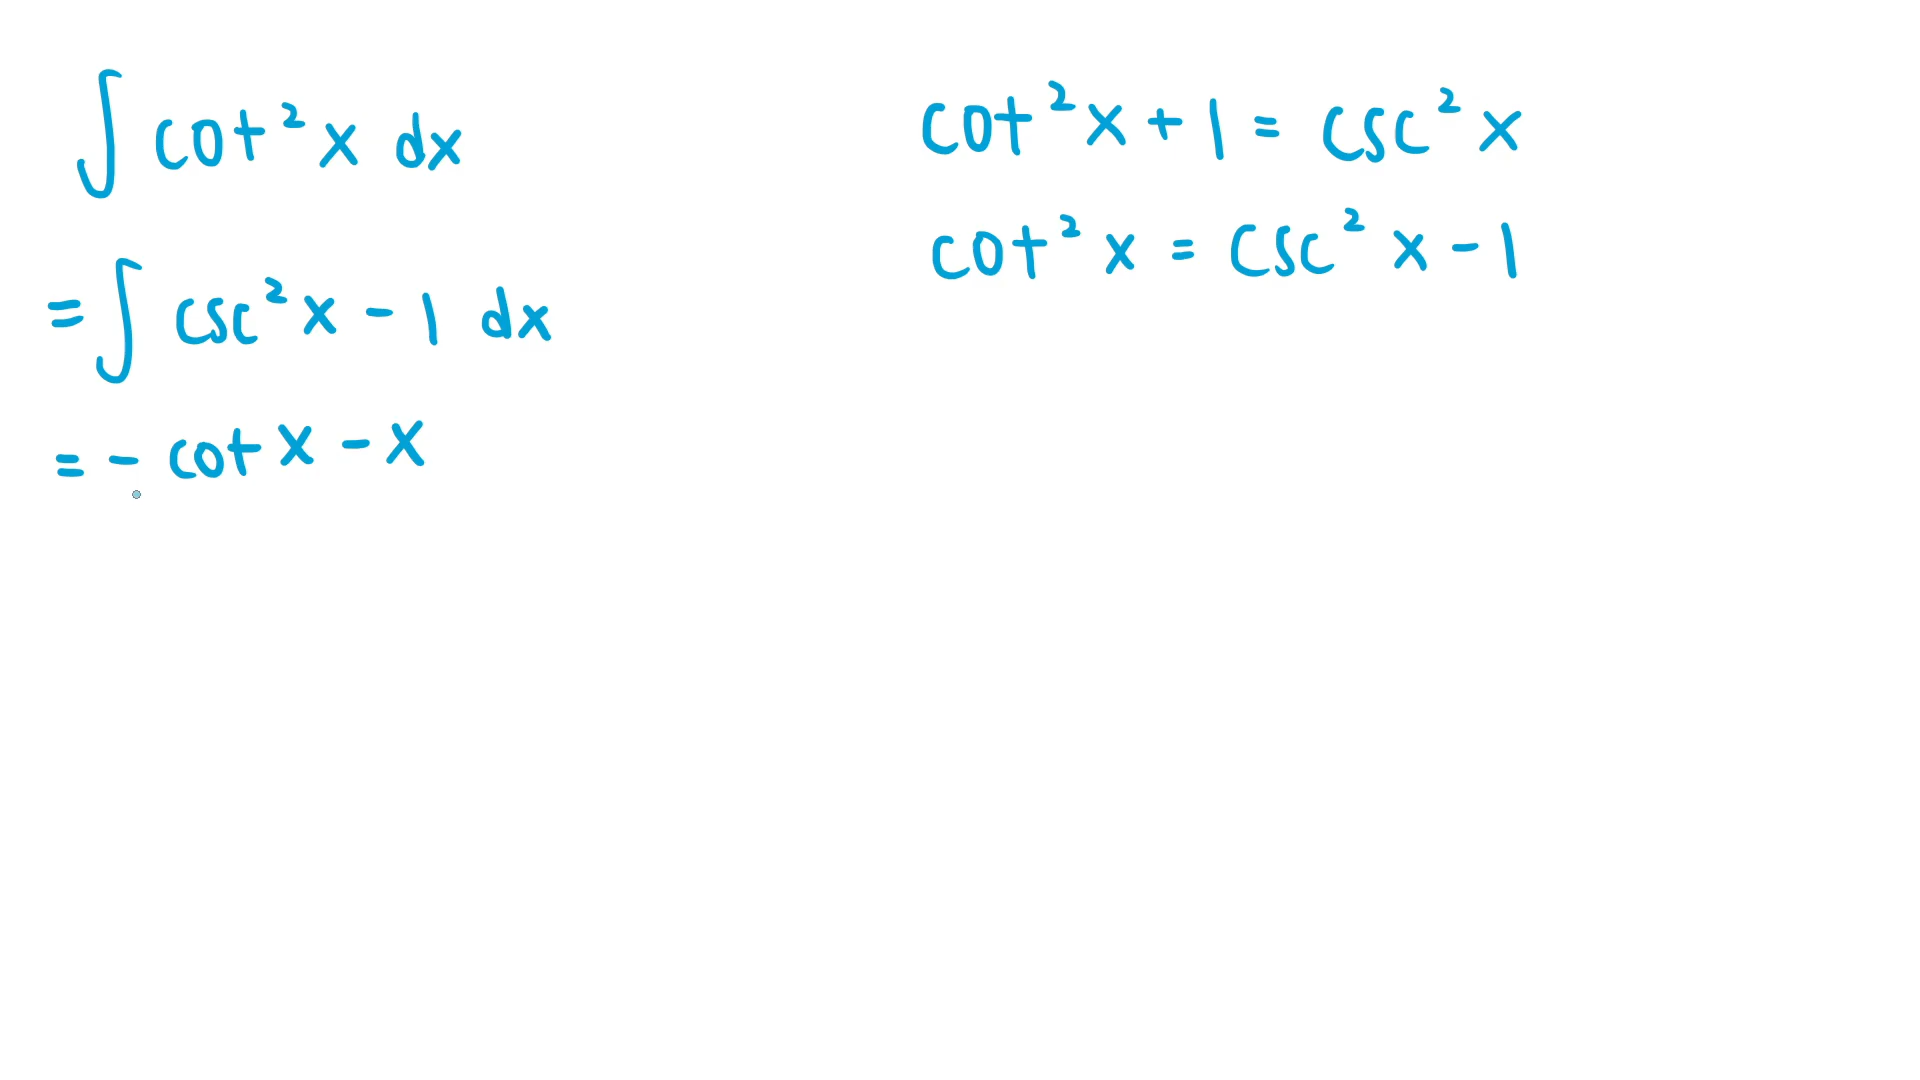 ∫ cot²x dx
= ∫ csc²x - 1 dx
= - cot x - x
cot²x + 1 = csc²x
cot²x = csc²x - 1